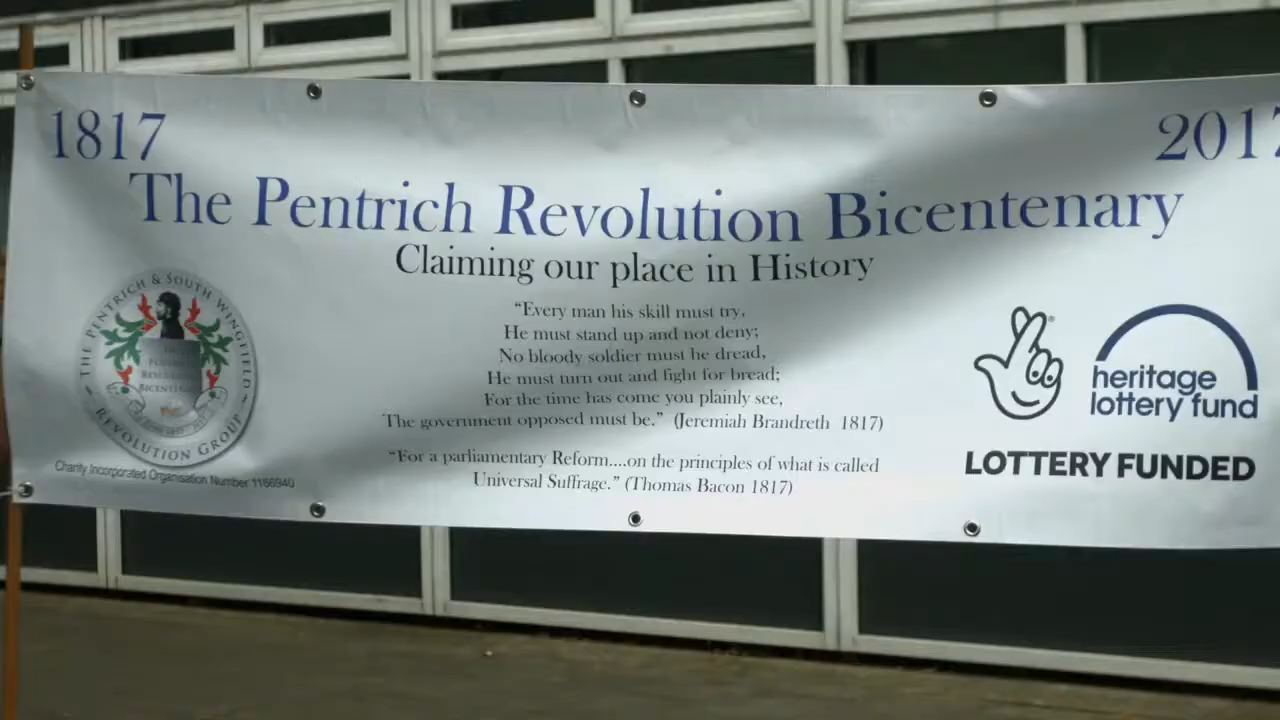 1817
2017
The Pentrich Revolution Bicentenary
Claiming our place in History
“Every man his skill must try,
He must stand up and not deny;
No bloody soldier must he dread,
He must turn out and fight for bread;
For the time has come you plainly see,
The government opposed must be.” (Jeremiah Brandreth 1817)
“For a parliamentary Reform....on the principles of what is called
Universal Suffrage.” (Thomas Bacon 1817)
THE PENTRICH & SOUTH WINGFIELD
REVOLUTION GROUP
Charity Incorporated Organisation Number 1166940
heritage
lottery fund
LOTTERY FUNDED